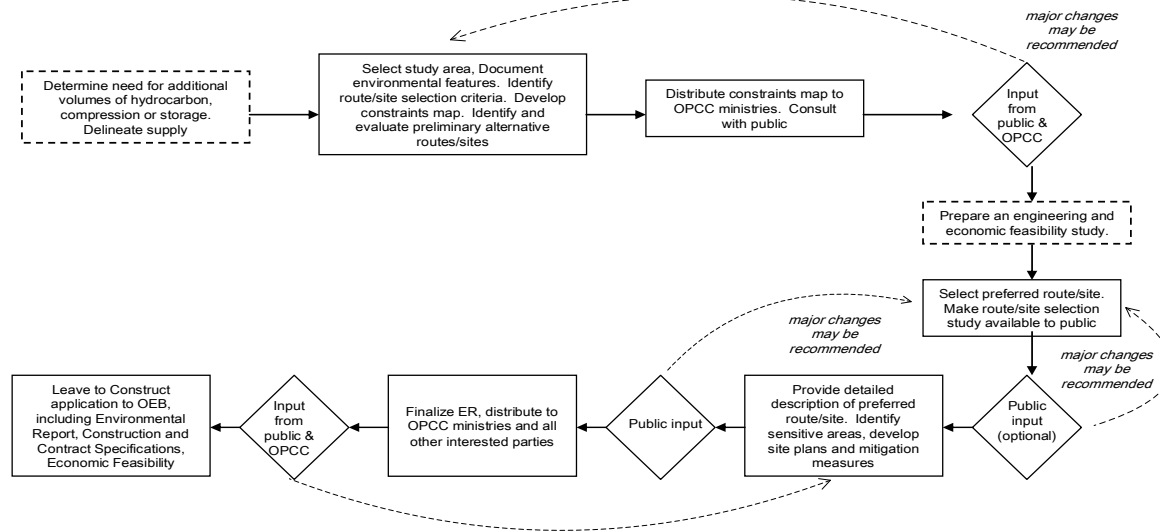 Determine need for additional
volumes of hydrocarbon,
compression or storage.
Delineate supply
Select study area, Document
environmental features. Identify
route/site selection criteria. Develop
constraints map. Identify and
evaluate preliminary alternative
routes/sites
Distribute constraints map to
OPCC ministries. Consult
with public
major changes
may be
recommended
Input
from
public &
OPCC
Prepare an engineering and
economic feasibility study.
Select preferred route/site.
Make route/site selection
study available to public
major changes
may be
recommended
Public
input
(optional)
Provide detailed
description of preferred
route/site. Identify
sensitive areas, develop
site plans and mitigation
measures
major changes
may be
recommended
Public input
Finalize ER, distribute to
OPCC ministries and all
other interested parties
Input
from
public &
OPCC
Leave to Construct
application to OEB,
including Environmental
Report, Construction and
Contract Specifications,
Economic Feasibility